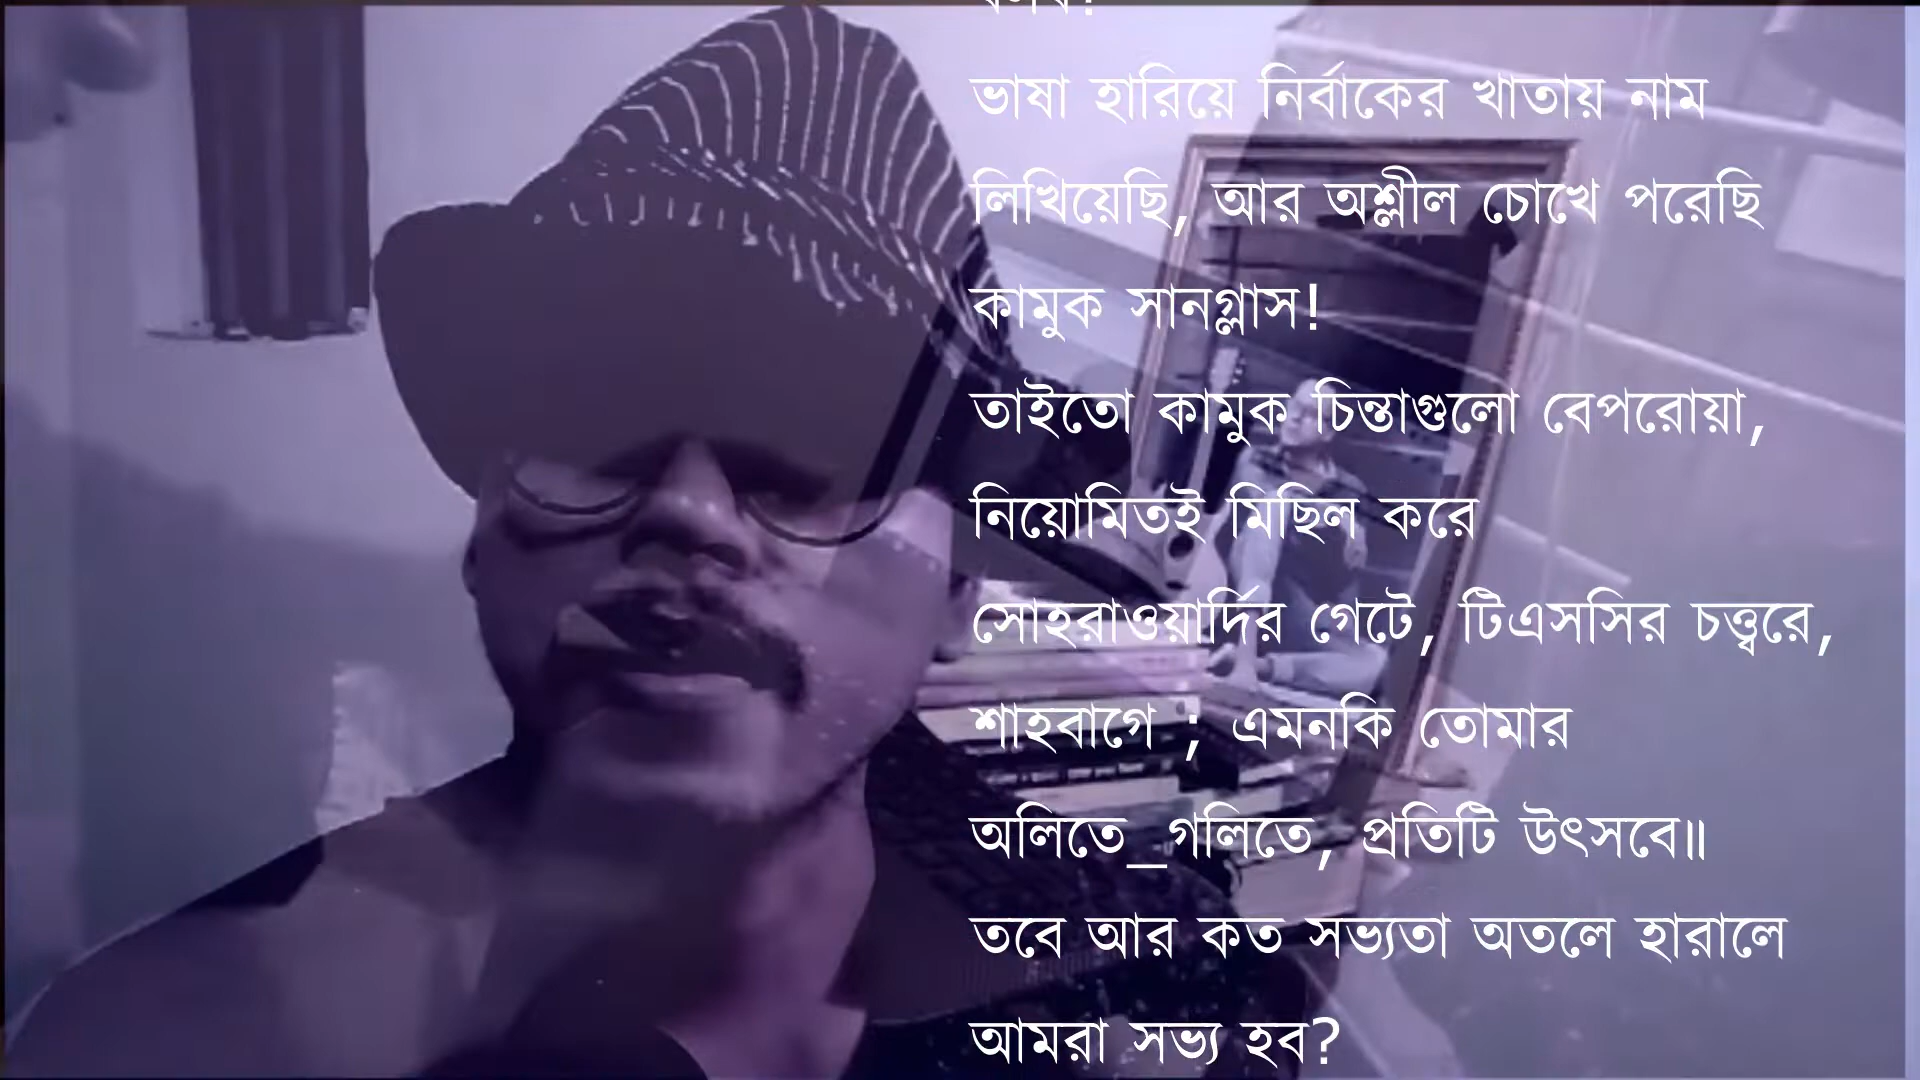 ভাষা হারিয়ে নির্বাকের খাতায় নাম
লিখিয়েছি, আর অশ্লীল চোখে পরেছি
কামুক সানগ্লাস!
তাইতো কামুক চিন্তাগুলো বেপরোয়া,
নিয়োমিতই মিছিল করে
সোহরাওয়ার্দির গেটে, টিএসসির চত্ত্বরে,
শাহবাগে ; এমনকি তোমার
অলিতে_গলিতে, প্রতিটি উৎসবে॥
তবে আর কত সভ্যতা অতলে হারালে
আমরা সভ্য হব?